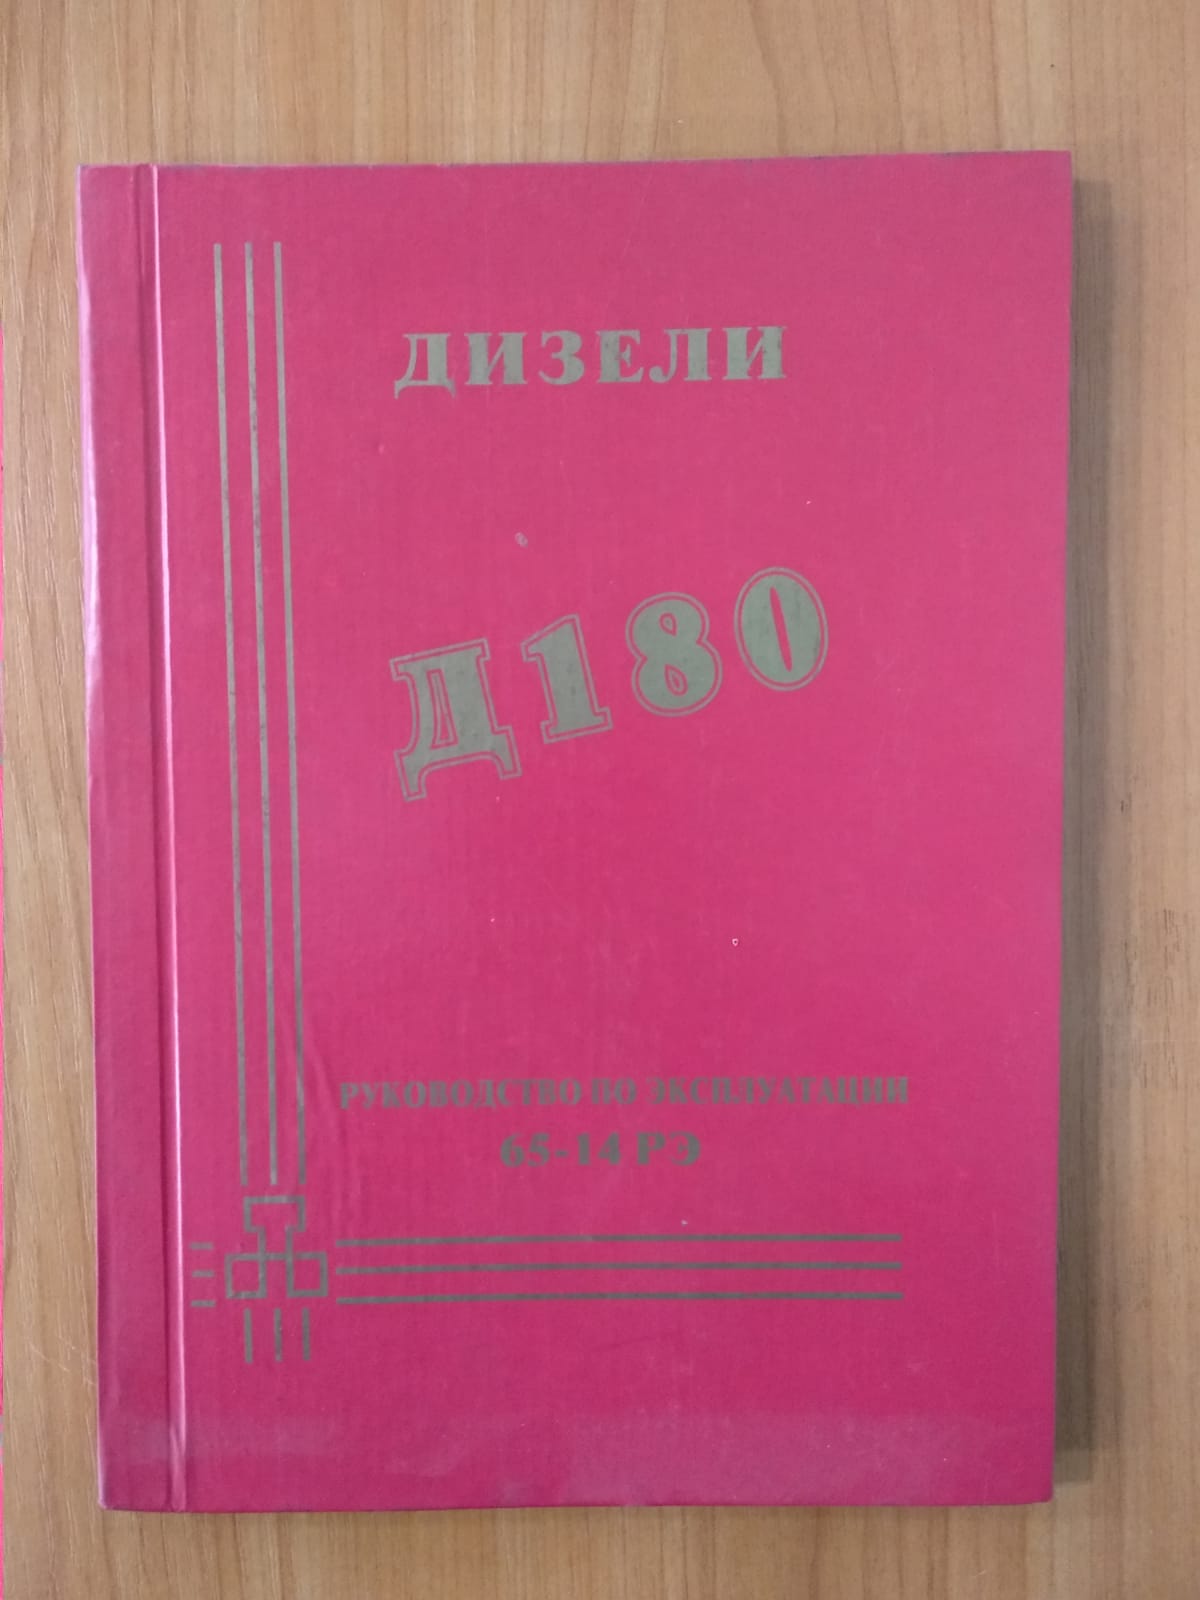 ДИЗЕЛИ
Д180
РУКОВОДСТВО ПО ЭКСПЛУАТАЦИИ
65-14 РЭ